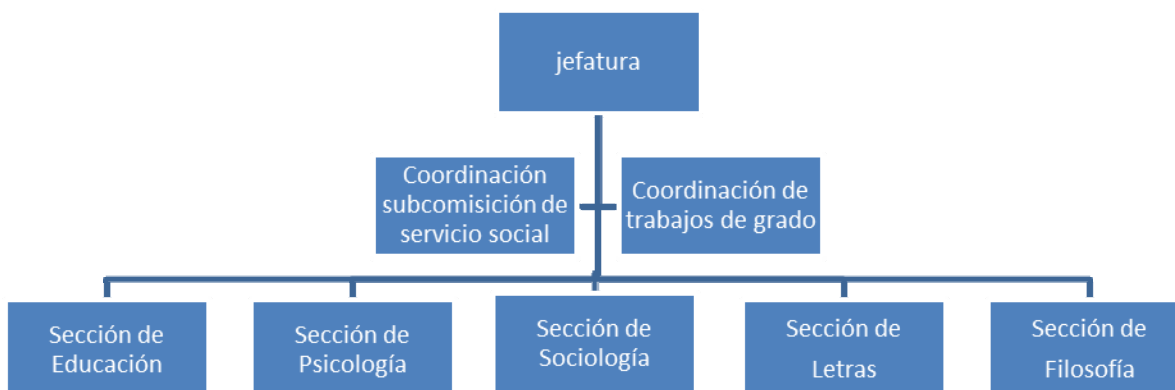 jefatura
Coordinación
subcomisición de
servicio social
Coordinación de
trabajos de grado
Sección de
Educación
Sección de
Psicología
Sección de
Sociología
Sección de
Letras
Sección de
Filosofía